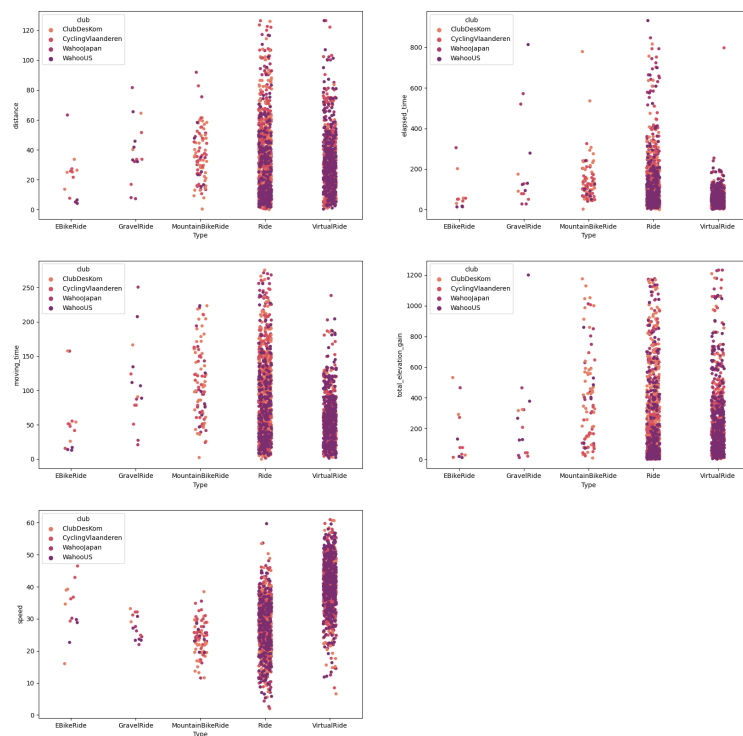 club
ClubDesKom
CyclingVlaanderen
WahooJapan
WahooUS
distance
120
100
80
60
40
20
0
EBikeRide GravelRide MountainBikeRide Ride VirtualRide
Type
club
ClubDesKom
CyclingVlaanderen
WahooJapan
WahooUS
elapsed_time
800
600
400
200
0
EBikeRide GravelRide MountainBikeRide Ride VirtualRide
Type
club
ClubDesKom
CyclingVlaanderen
WahooJapan
WahooUS
moving_time
250
200
150
100
50
0
EBikeRide GravelRide MountainBikeRide Ride VirtualRide
Type
club
ClubDesKom
CyclingVlaanderen
WahooJapan
WahooUS
total_elevation_gain
1200
1000
800
600
400
200
0
EBikeRide GravelRide MountainBikeRide Ride VirtualRide
Type
club
ClubDesKom
CyclingVlaanderen
WahooJapan
WahooUS
speed
60
50
40
30
20
10
0
EBikeRide GravelRide MountainBikeRide Ride VirtualRide
Type